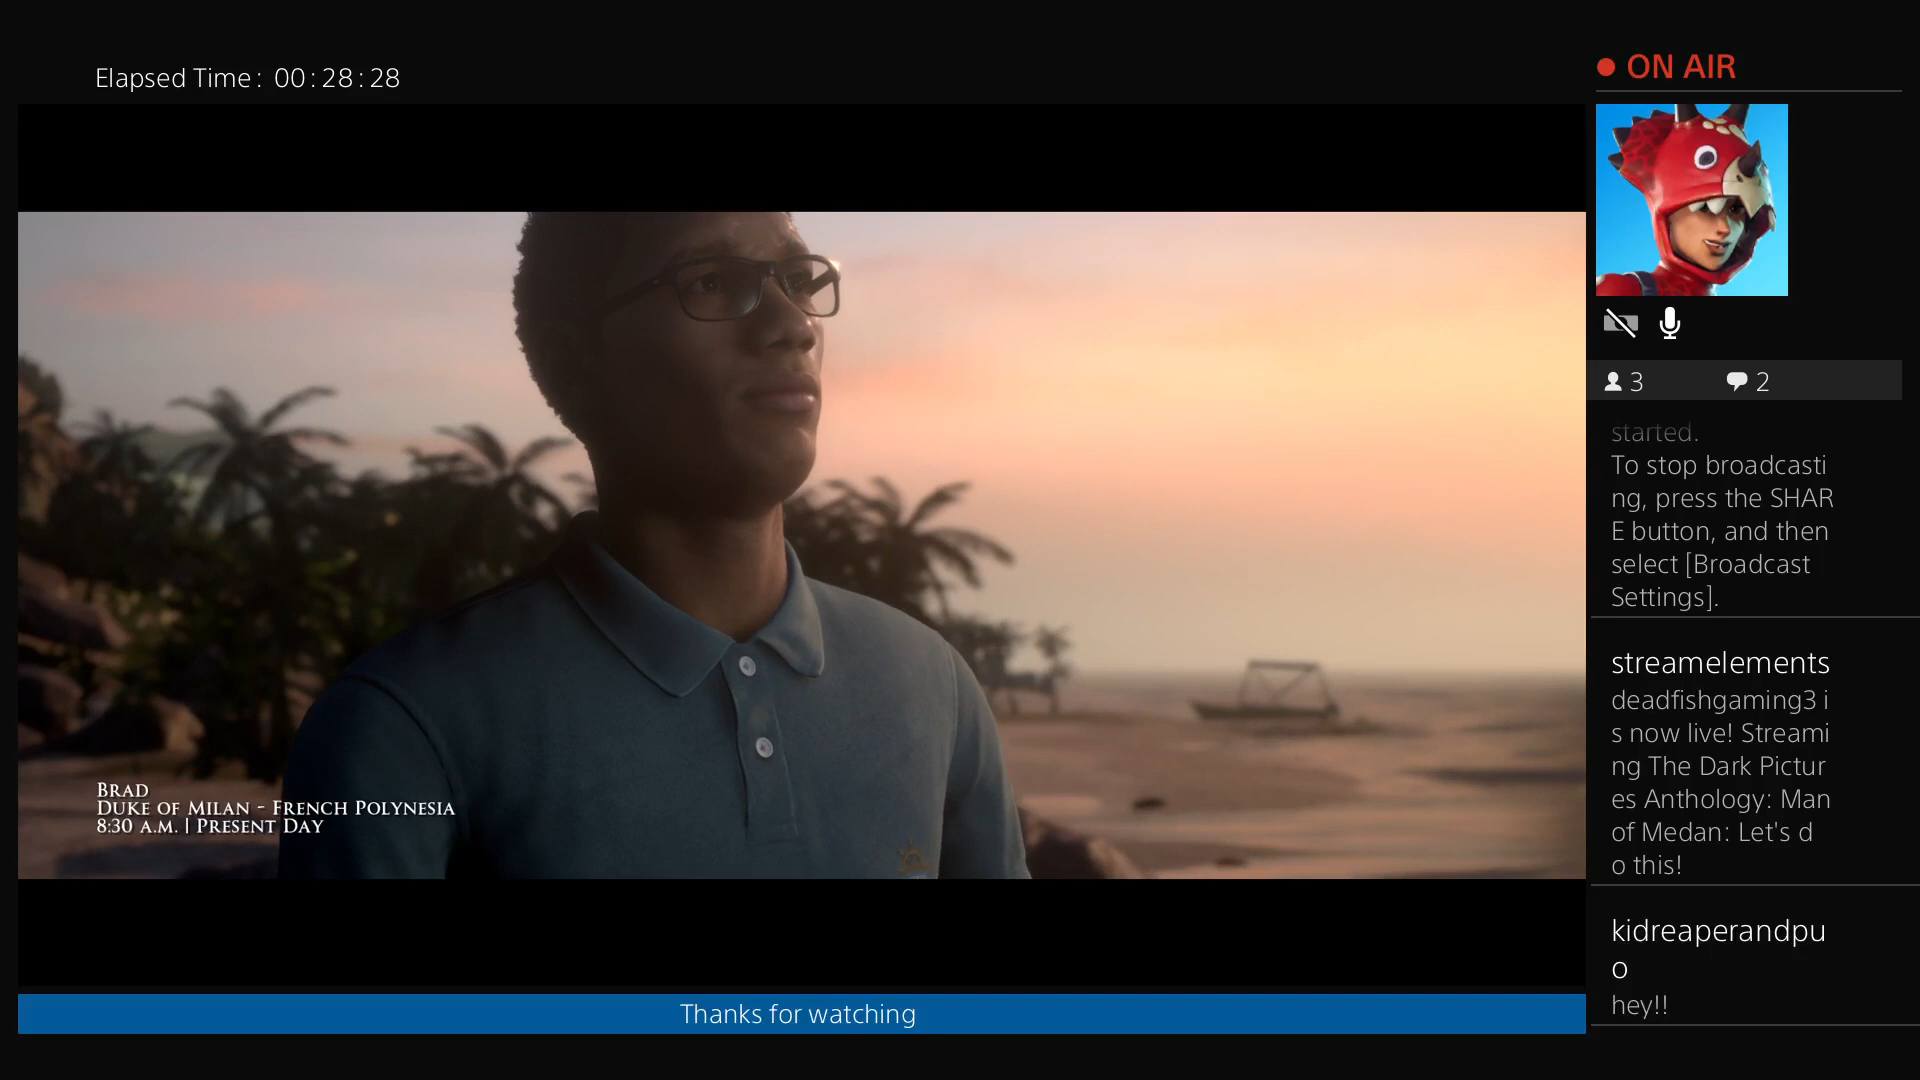 Elapsed Time: 00:28:28
ON AIR
3
2
started.
To stop broadcasti
ng, press the SHAR
E button, and then
select [Broadcast
Settings].
streamelements
deadfishgaming3 i
s now live! Streami
ng The Dark Pictur
es Anthology: Man
of Medan: Let's d
o this!
kidreaperandpu
o
hey!!
Brad
Duke of Milan - French Polynesia
8:30 a.m. | Present Day
Thanks for watching